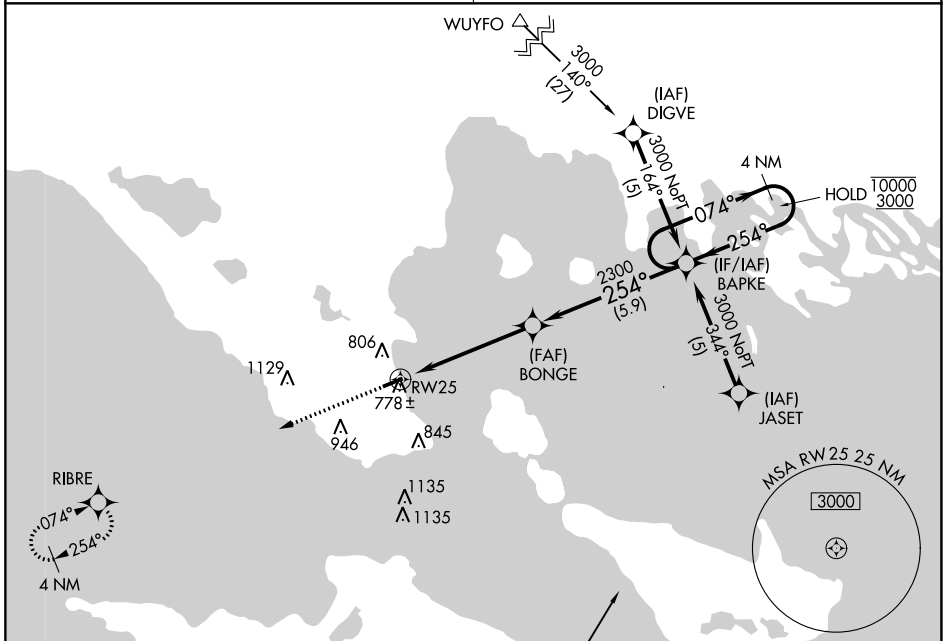 WUYFO
3000
140°
(27)
(IAF)
DIGVE
3000 NoPT
164°
(5)
4 NM
HOLD
10000
3000
074°
254°
(IF/IAF)
BAPKE
2300
254°
(5.9)
3000 NoPT
344°
(5)
(FAF)
BONGE
(IAF)
JASET
806
1129
RW25
778 ±
946
845
1135
1135
RIBRE
074°
254°
4 NM
MSA RW25 25 NM
3000